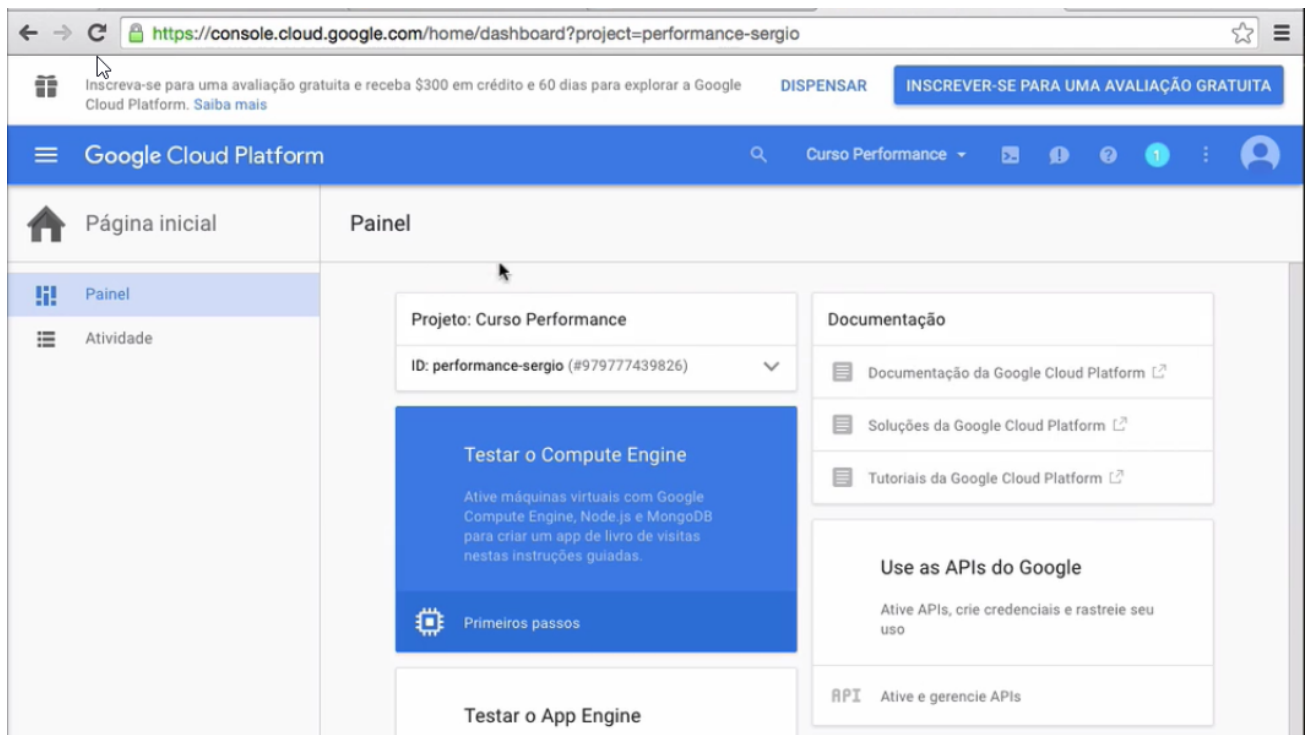 https://console.cloud.google.com/home/dashboard?project=performance-sergio
Inscreva-se para uma avaliação gratuita e receba $300 em crédito e 60 dias para explorar a Google
Cloud Platform. Saiba mais
DISPENSAR
INSCREVER-SE PARA UMA AVALIAÇÃO GRATUITA
Google Cloud Platform
Curso Performance
1
Página inicial
Painel
Painel
Atividade
Projeto: Curso Performance
ID: performance-sergio (#979777439826)
Testar o Compute Engine
Ative máquinas virtuais com Google
Compute Engine, Node.js e MongoDB
para criar um app de livro de visitas
nestas instruções guiadas.
Primeiros passos
Testar o App Engine
Documentação
Documentação da Google Cloud Platform
Soluções da Google Cloud Platform
Tutoriais da Google Cloud Platform
Use as APIs do Google
Ative APIs, crie credenciais e rastreie seu
uso
API Ative e gerencie APIs